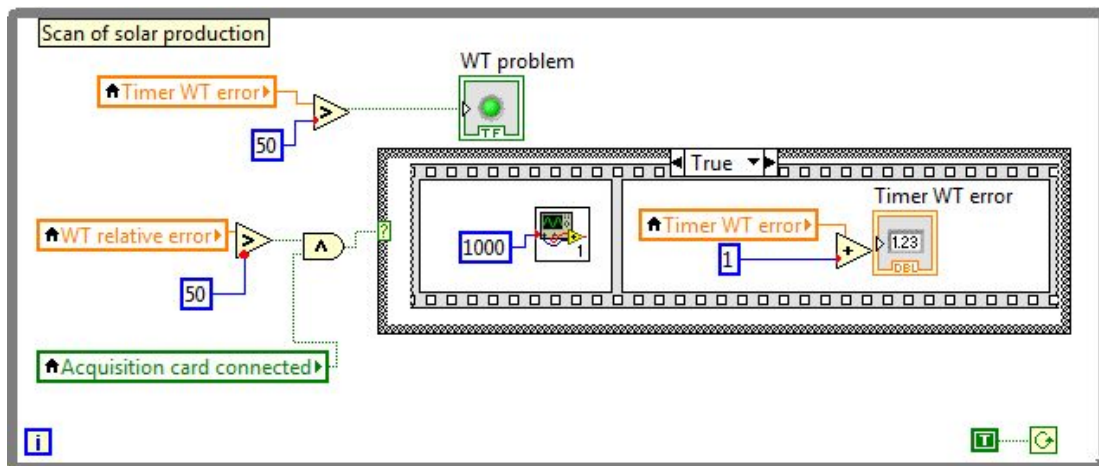 Scan of solar production
WT problem
Timer WT error
50
TF
True
Timer WT error
Timer WT error
1000
1
1
1.23
DBL
WT relative error
50
?
Acquisition card connected
i
T